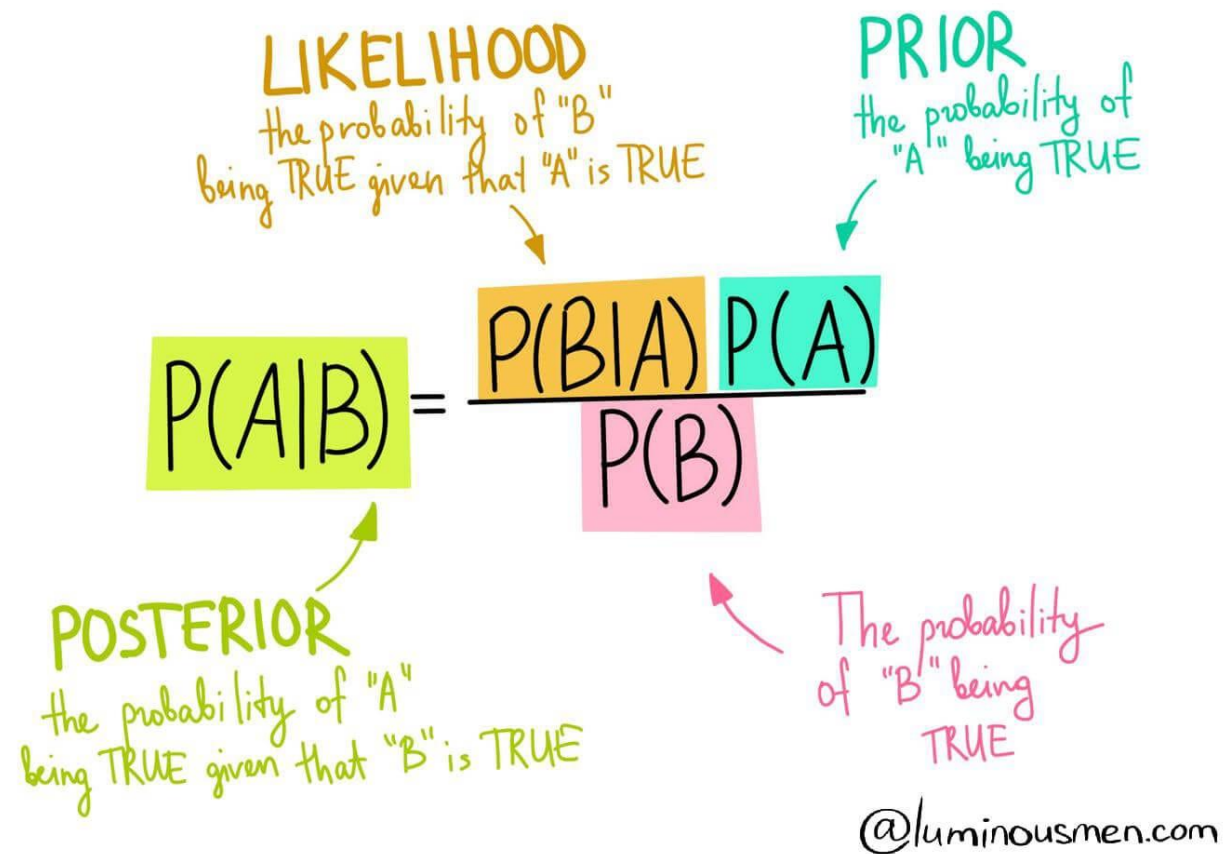 LIKELIHOOD
the probability of "B"
being TRUE given that "A" is TRUE
PRIOR
the probability of
"A" being TRUE
P(A|B) = P(B|A) P(A)
P(B)
POSTERIOR
the probability of "A"
being TRUE given that "B" is TRUE
The probability
of "B" being
TRUE
@luminousmen.com